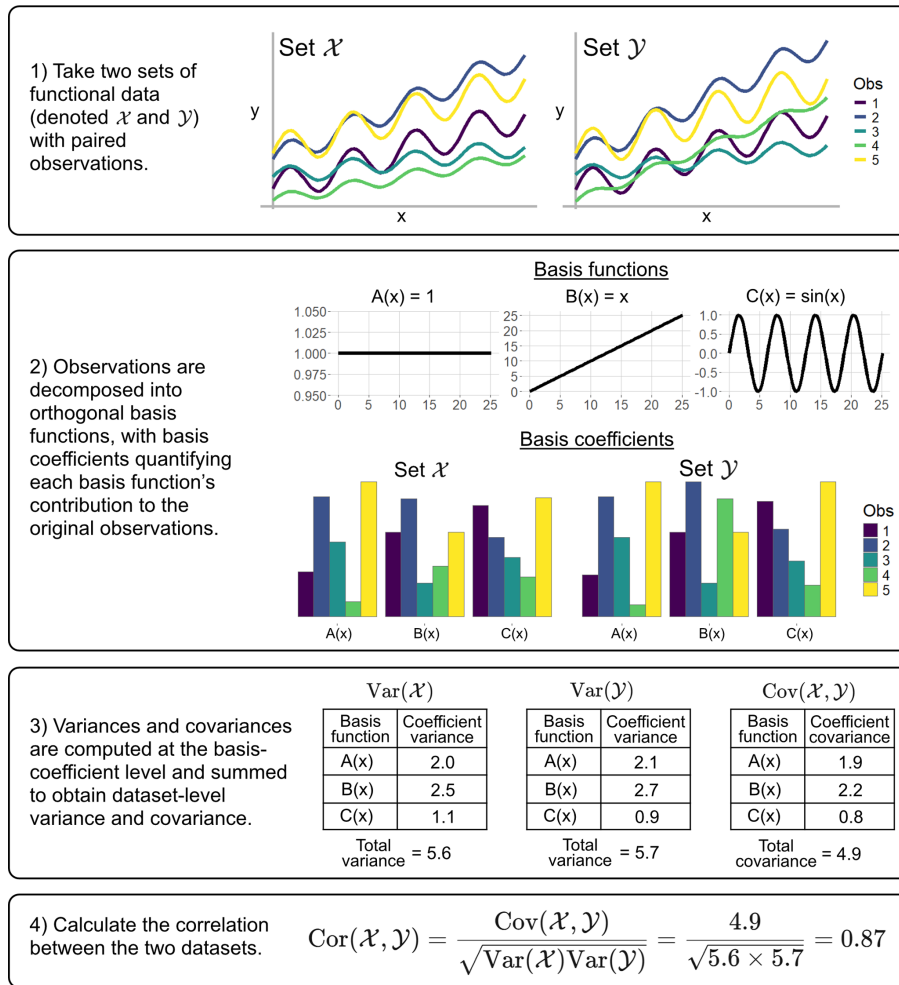 1) Take two sets of
functional data
(denoted 𝒳 and 𝒴)
with paired
observations.
Set 𝒳
y
x
Set 𝒴
y
x
Obs
1
2
3
4
5
2) Observations are
decomposed into
orthogonal basis
functions, with basis
coefficients quantifying
each basis function's
contribution to the
original observations.
Basis functions
A(x) = 1
1.050
1.025
1.000
0.975
0.950
0 5 10 15 20 25
B(x) = x
25
20
15
10
5
0
0 5 10 15 20 25
C(x) = sin(x)
1.0
0.5
0.0
-0.5
-1.0
0 5 10 15 20 25
Basis coefficients
Set 𝒳
A(x) B(x) C(x)
Set 𝒴
A(x) B(x) C(x)
Obs
1
2
3
4
5
3) Variances and covariances
are computed at the basis-
coefficient level and summed
to obtain dataset-level
variance and covariance.
Var(𝒳)
Basis function Coefficient variance
A(x) 2.0
B(x) 2.5
C(x) 1.1
Total variance = 5.6
Var(𝒴)
Basis function Coefficient variance
A(x) 2.1
B(x) 2.7
C(x) 0.9
Total variance = 5.7
Cov(𝒳, 𝒴)
Basis function Coefficient covariance
A(x) 1.9
B(x) 2.2
C(x) 0.8
Total covariance = 4.9
4) Calculate the correlation
between the two datasets.
Cor(𝒳, 𝒴) = Cov(𝒳, 𝒴) / √Var(𝒳)Var(𝒴) = 4.9 / √5.6 × 5.7 = 0.87